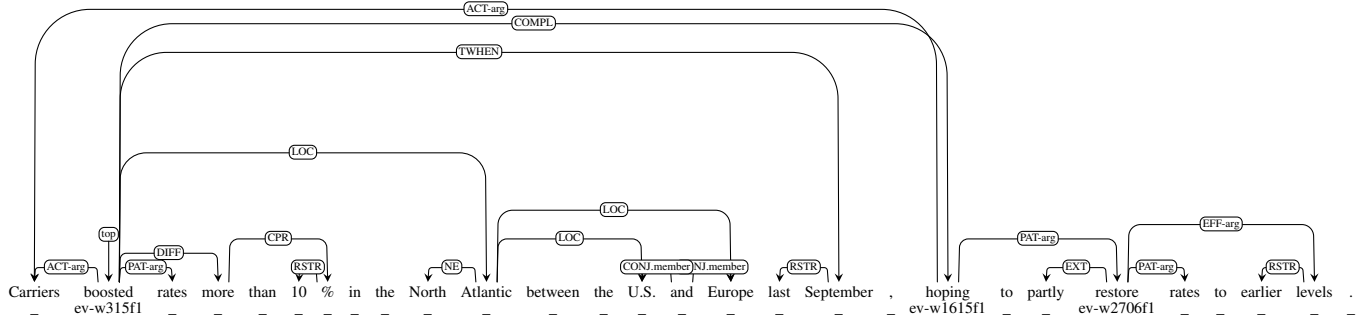 ACT-arg
COMPL
TWHEN
LOC
LOC
top
CPR
LOC
PAT-arg
EFF-arg
DIFF
ACT-arg PAT-arg RSTR NE CONJ.member NJ.member RSTR EXT PAT-arg RSTR
Carriers boosted rates more than 10 % in the North Atlantic between the U.S. and Europe last September , hoping to partly restore rates to earlier levels .
_ ev-w315f1 _ _ _ _ _ _ _ _ _ _ _ _ _ _ _ _ _ ev-w1615f1 _ _ ev-w2706f1 _ _ _ _ _